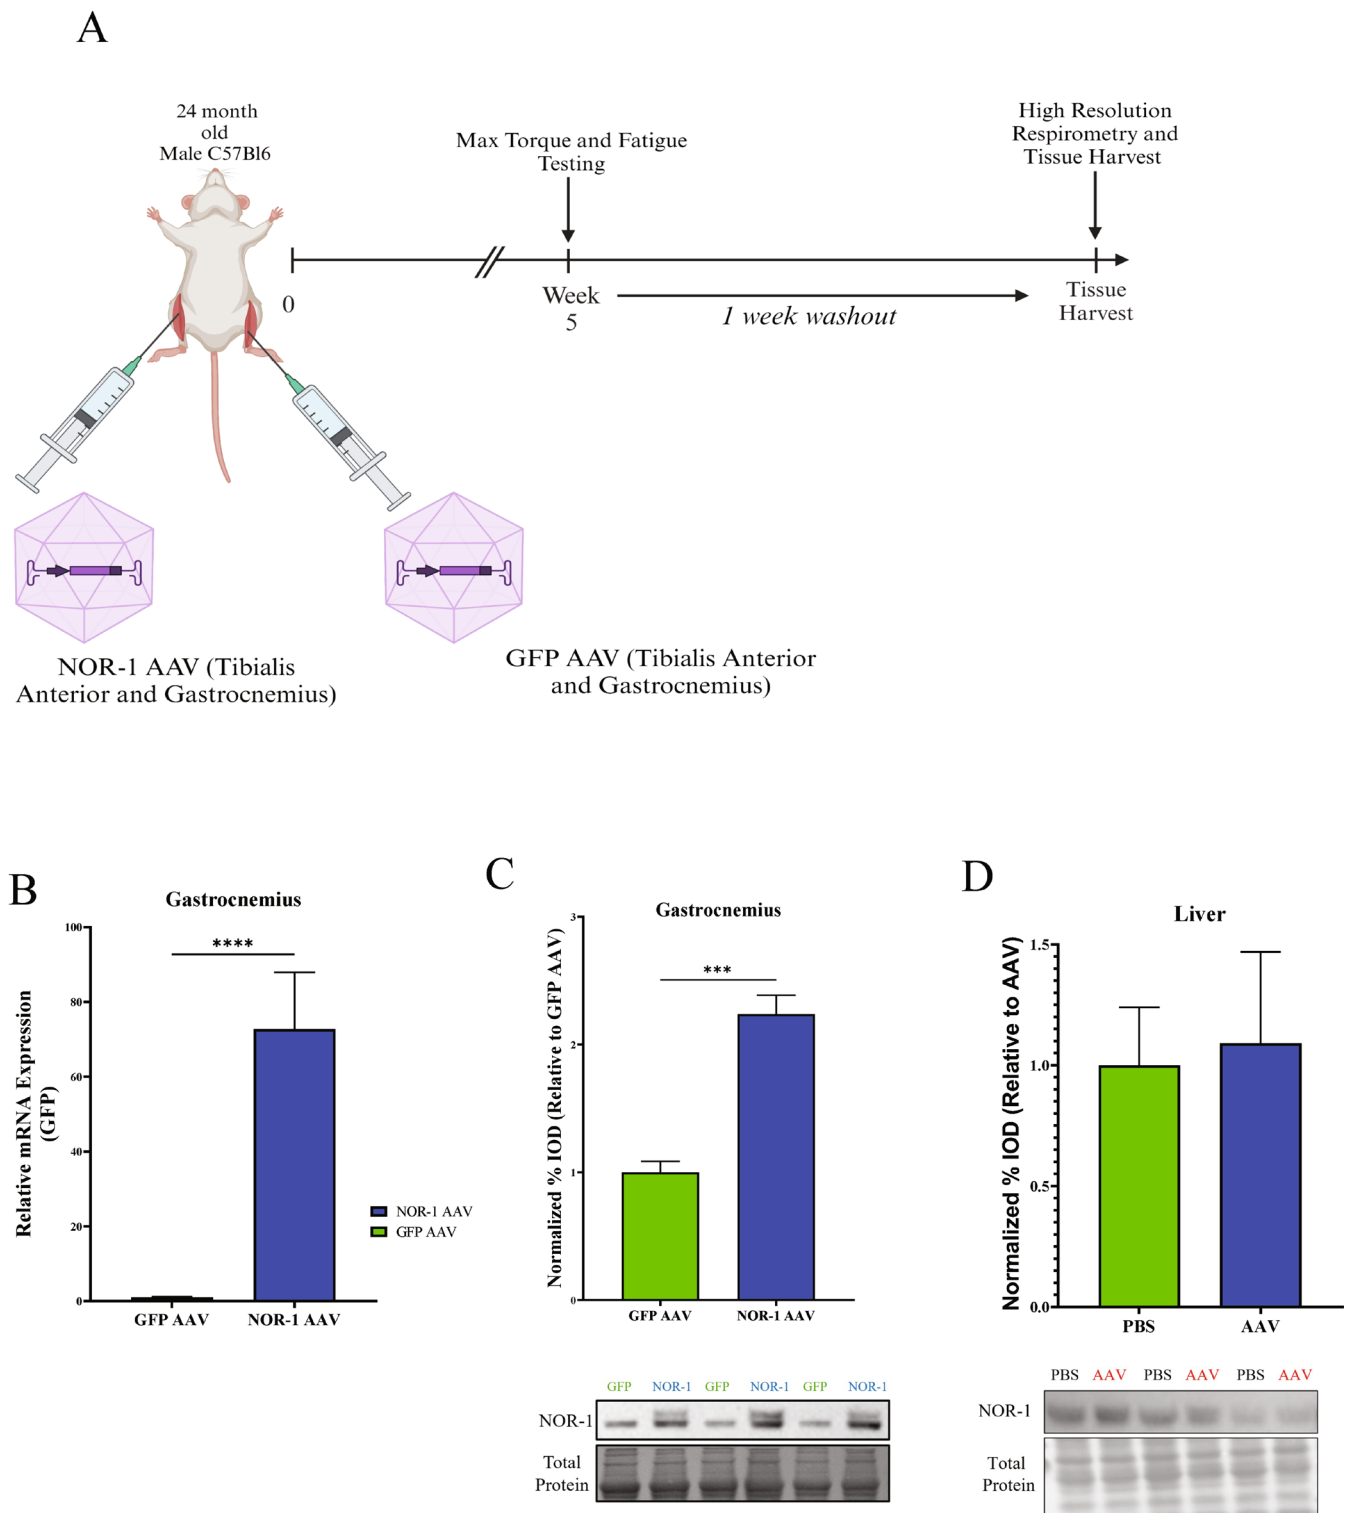 A
24 month
old
Male C57Bl6
Max Torque and Fatigue
Testing
High Resolution
Respirometry and
Tissue Harvest
0
Week
5
1 week washout
Tissue
Harvest
NOR-1 AAV (Tibialis
Anterior and Gastrocnemius)
GFP AAV (Tibialis Anterior
and Gastrocnemius)
B
Gastrocnemius
Relative mRNA Expression
(GFP)
100
80
60
40
20
0
****
GFP AAV
NOR-1 AAV
NOR-1 AAV
GFP AAV
C
Gastrocnemius
Normalized % IOD (Relative to GFP AAV)
3
2
1
0
***
GFP AAV
NOR-1 AAV
GFP NOR-1 GFP NOR-1 GFP NOR-1
NOR-1
Total
Protein
D
Liver
Normalized % IOD (Relative to AAV)
1.5
1.0
0.5
0.0
PBS
AAV
PBS AAV PBS AAV PBS AAV
NOR-1
Total
Protein